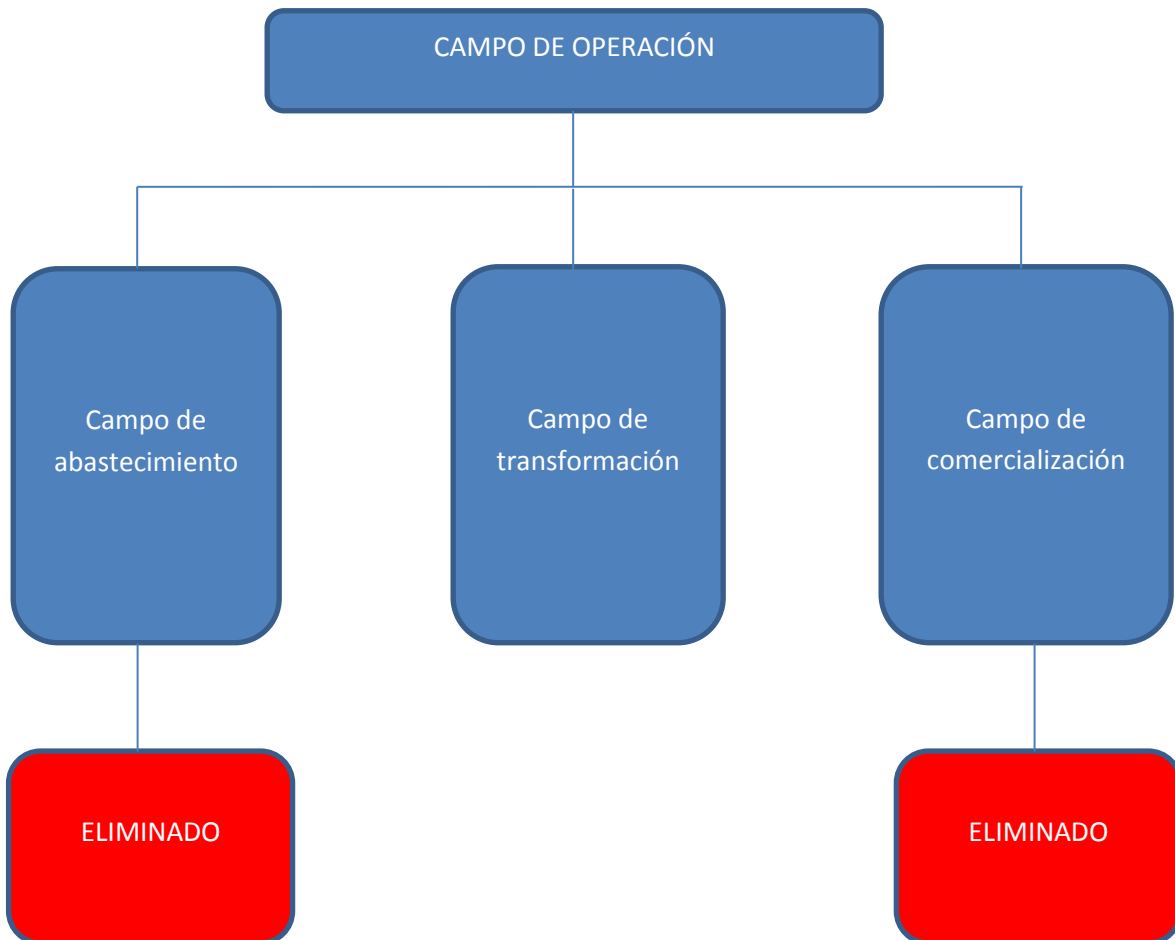 CAMPO DE OPERACIÓN
Campo de
abastecimiento
Campo de
transformación
Campo de
comercialización
ELIMINADO
ELIMINADO